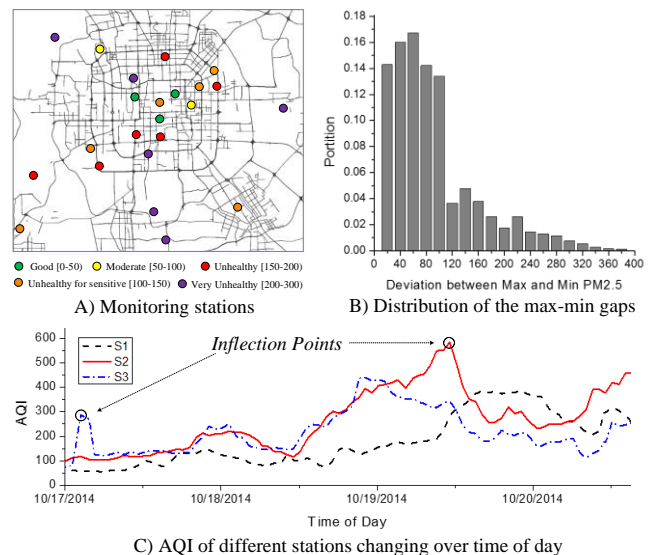 Good [0-50) Moderate [50-100) Unhealthy [150-200)
Unhealthy for sensitive [100-150) Very Unhealthy [200-300)
A) Monitoring stations
0.18
0.16
0.14
0.12
0.10
0.08
0.06
0.04
0.02
0.00
Portition
0 40 80 120 160 200 240 280 320 360 400
Deviation between Max and Min PM2.5
B) Distribution of the max-min gaps
600
500
400
300
200
100
0
AQI
S1
S2
S3
Inflection Points
10/17/2014 10/18/2014 10/19/2014 10/20/2014
Time of Day
C) AQI of different stations changing over time of day